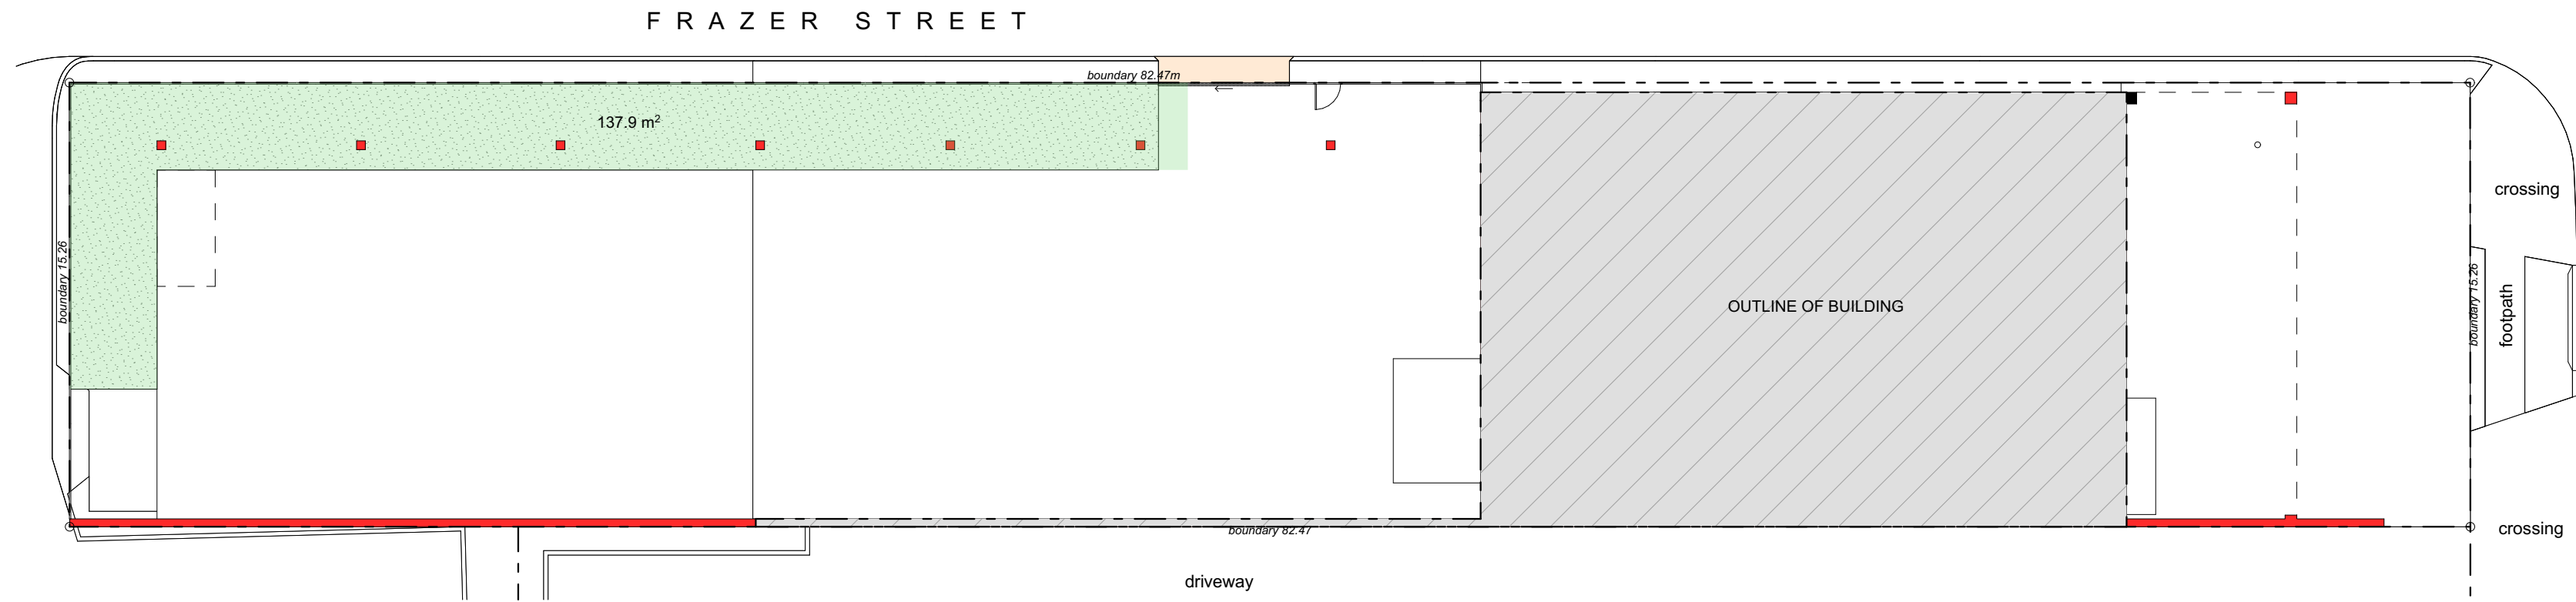 FRAZER STREET
boundary 82.47m
137.9 m²
crossing
boundary 15.26
boundary 15.26
footpath
OUTLINE OF BUILDING
boundary 82.47
crossing
driveway